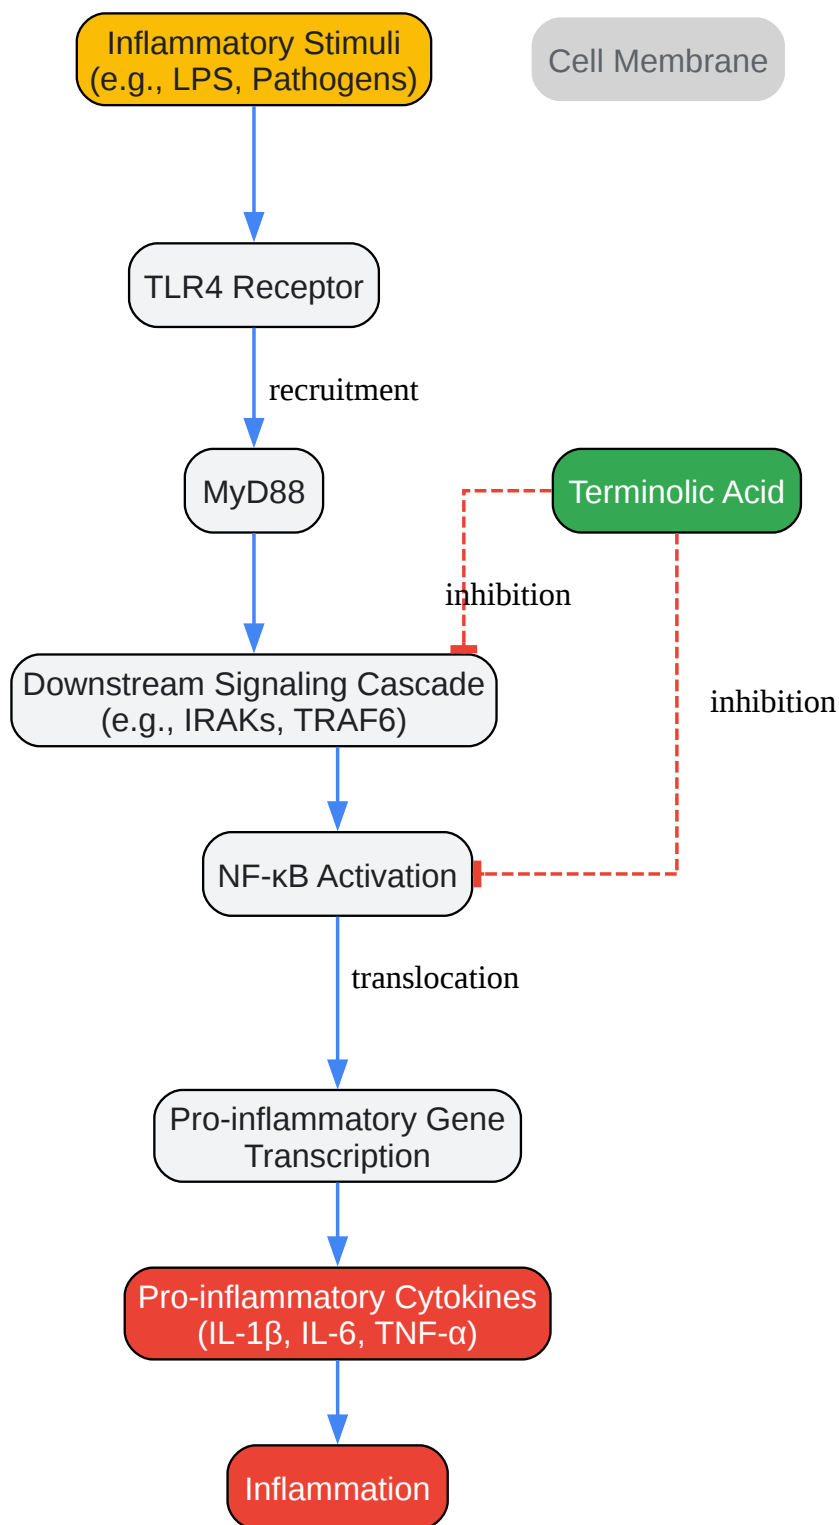 Inflammatory Stimuli
(e.g., LPS, Pathogens)
Cell Membrane
TLR4 Receptor
recruitment
MyD88
Terminolic Acid
inhibition
Downstream Signaling Cascade
(e.g., IRAKs, TRAF6)
inhibition
NF-κB Activation
translocation
Pro-inflammatory Gene
Transcription
Pro-inflammatory Cytokines
(IL-1β, IL-6, TNF-α)
Inflammation